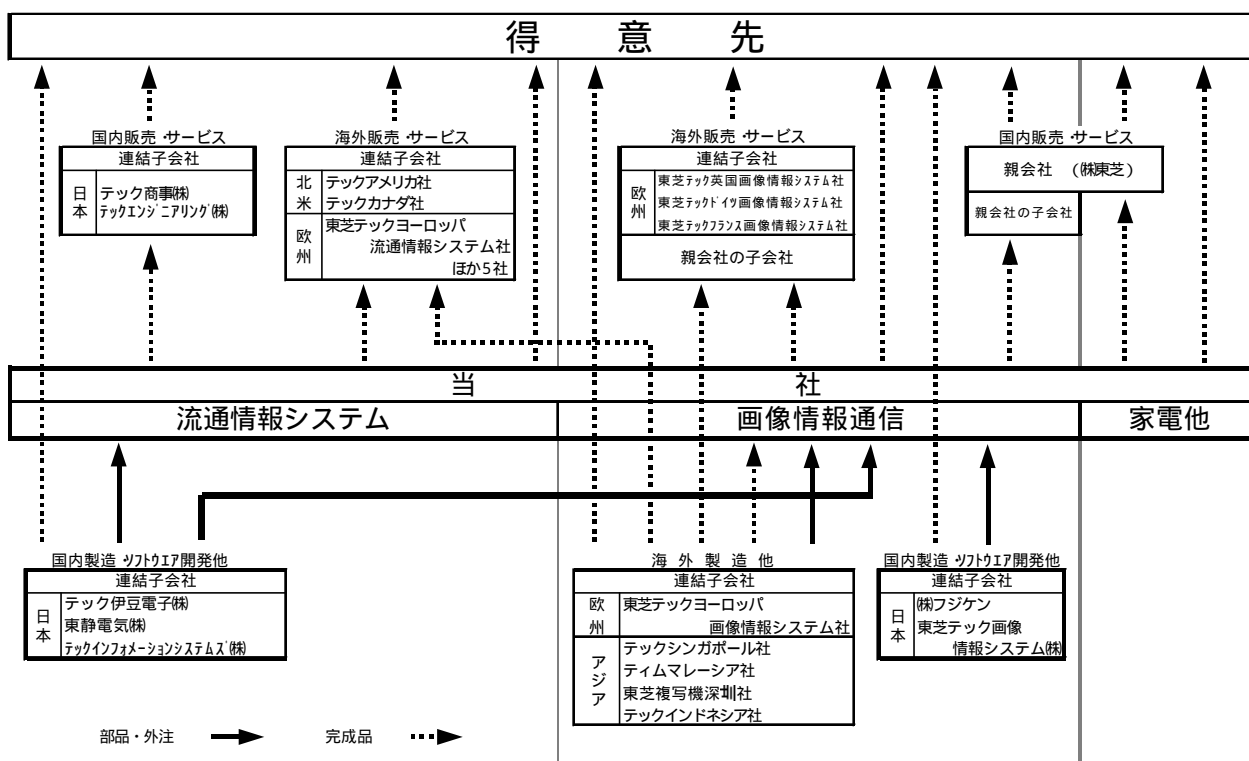 得意先
国内販売・サービス
連結子会社
日本
テック商事㈱
テックエンジニアリング㈱
海外販売・サービス
連結子会社
北米
テックアメリカ社
テックカナダ社
欧州
東芝テックヨーロッパ
流通情報システム社
ほか5社
海外販売・サービス
連結子会社
欧州
東芝テック英国画像情報システム社
東芝テックドイツ画像情報システム社
東芝テックフランス画像情報システム社
親会社の子会社
国内販売・サービス
親会社 (㈱東芝)
親会社の子会社
当社
流通情報システム
画像情報通信
家電他
国内製造・ソフトウエア開発他
連結子会社
日本
テック伊豆電子㈱
東静電気㈱
テックインフォメーションシステムズ㈱
海外製造他
連結子会社
欧州
東芝テックヨーロッパ
画像情報システム社
アジア
テックシンガポール社
ティムマレーシア社
東芝複写機深圳社
テックインドネシア社
国内製造・ソフトウエア開発他
連結子会社
日本
㈱フジケン
東芝テック画像
情報システム㈱
部品・外注
完成品